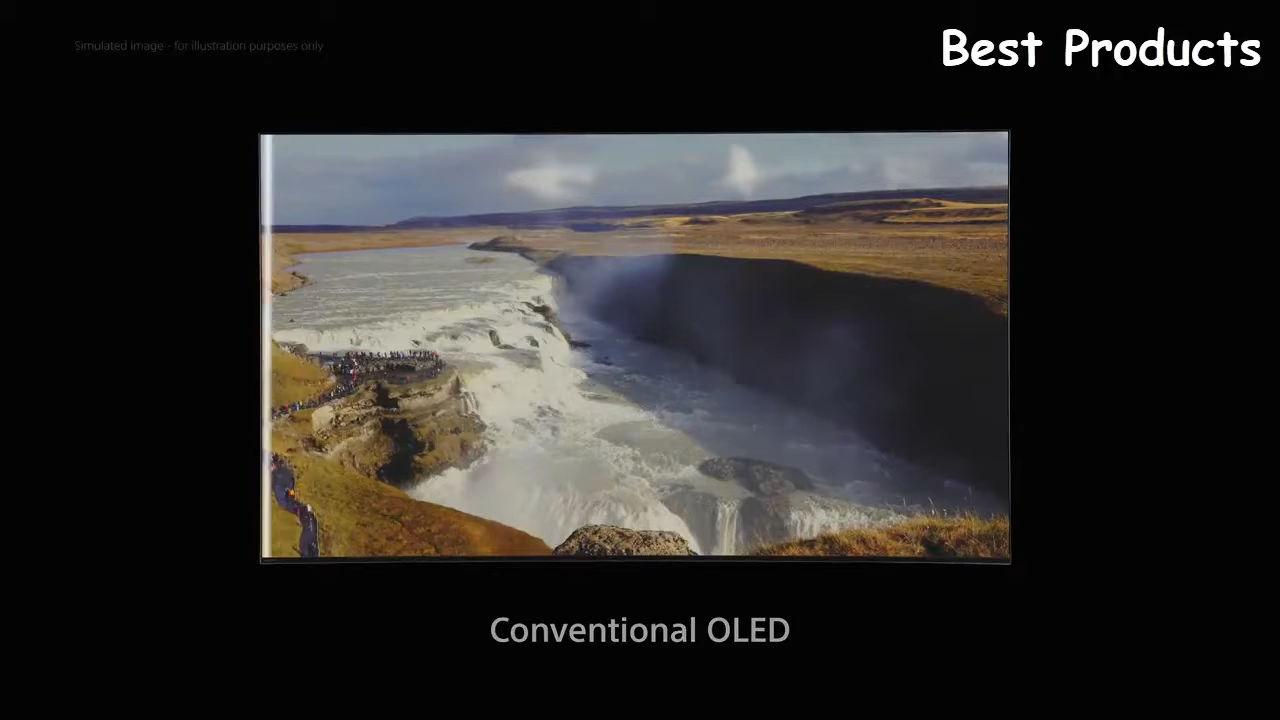 Simulated image - for illustration purposes only
Best Products
Conventional OLED